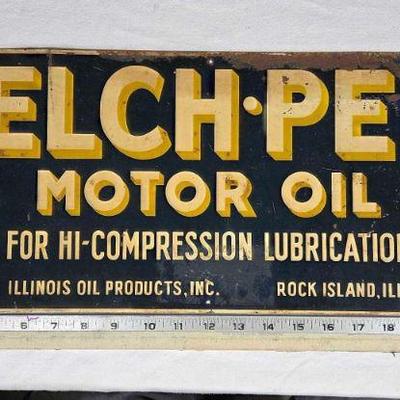 ELCH·PE
MOTOR OIL
FOR HI-COMPRESSION LUBRICATION
ILLINOIS OIL PRODUCTS, INC. ROCK ISLAND, ILL
6 7 8 9 10 11 12 13 14 15 16 17 18